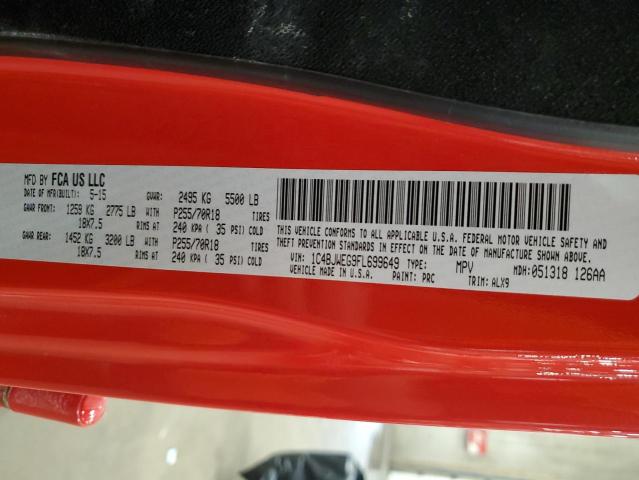 MFD BY FCA US LLC
DATE OF MFR(BUILT): 5-15 GVWR: 2495 KG 5500 LB
GAWR FRONT: 1259 KG 2775 LB WITH P255/70R18 TIRES
18X7.5 RIMS AT 240 KPA ( 35 PSI) COLD
GAWR REAR: 1452 KG 3200 LB WITH P255/70R18 TIRES
18X7.5 RIMS AT 240 KPA ( 35 PSI) COLD
THIS VEHICLE CONFORMS TO ALL APPLICABLE U.S.A. FEDERAL MOTOR VEHICLE SAFETY AND
THEFT PREVENTION STANDARDS IN EFFECT ON THE DATE OF MANUFACTURE SHOWN ABOVE.
VIN: 1C4BJWEG9FL699649 TYPE: MPV MDH: 051318 126AA
VEHICLE MADE IN U.S.A. PAINT: PRC TRIM: ALX9